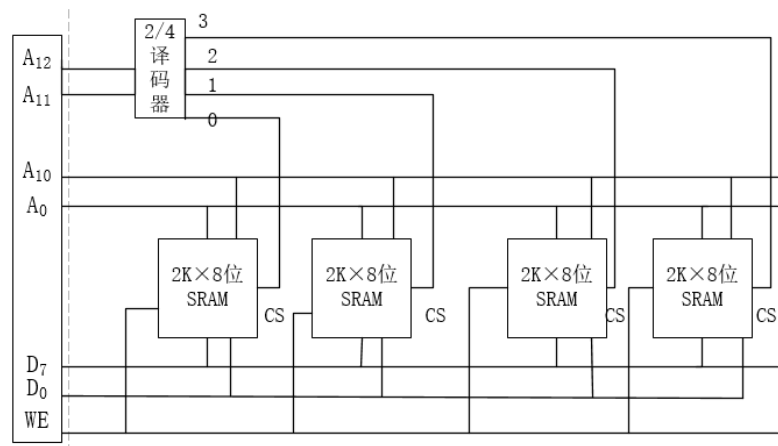 2/4
译
码
器
3
2
1
0
A₁₂
A₁₁
A₁₀
A₀
2K×8位
SRAM
CS
2K×8位
SRAM
CS
2K×8位
SRAM
CS
2K×8位
SRAM
CS
D₇
D₀
WE